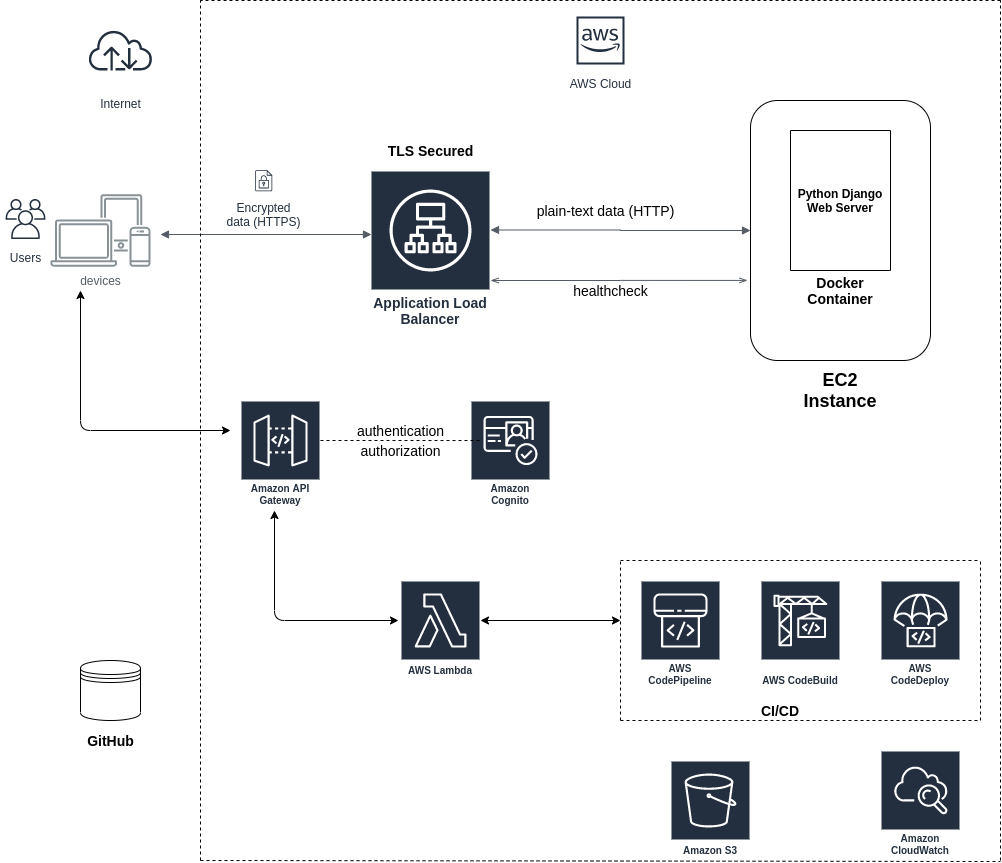 aws
AWS Cloud
Internet
TLS Secured
Encrypted
data (HTTPS)
plain-text data (HTTP)
healthcheck
Python Django
Web Server
Docker
Container
EC2
Instance
Users
devices
Application Load
Balancer
authentication
authorization
Amazon API
Gateway
Amazon
Cognito
AWS Lambda
AWS
CodePipeline
AWS CodeBuild
AWS
CodeDeploy
CI/CD
GitHub
Amazon S3
Amazon
CloudWatch